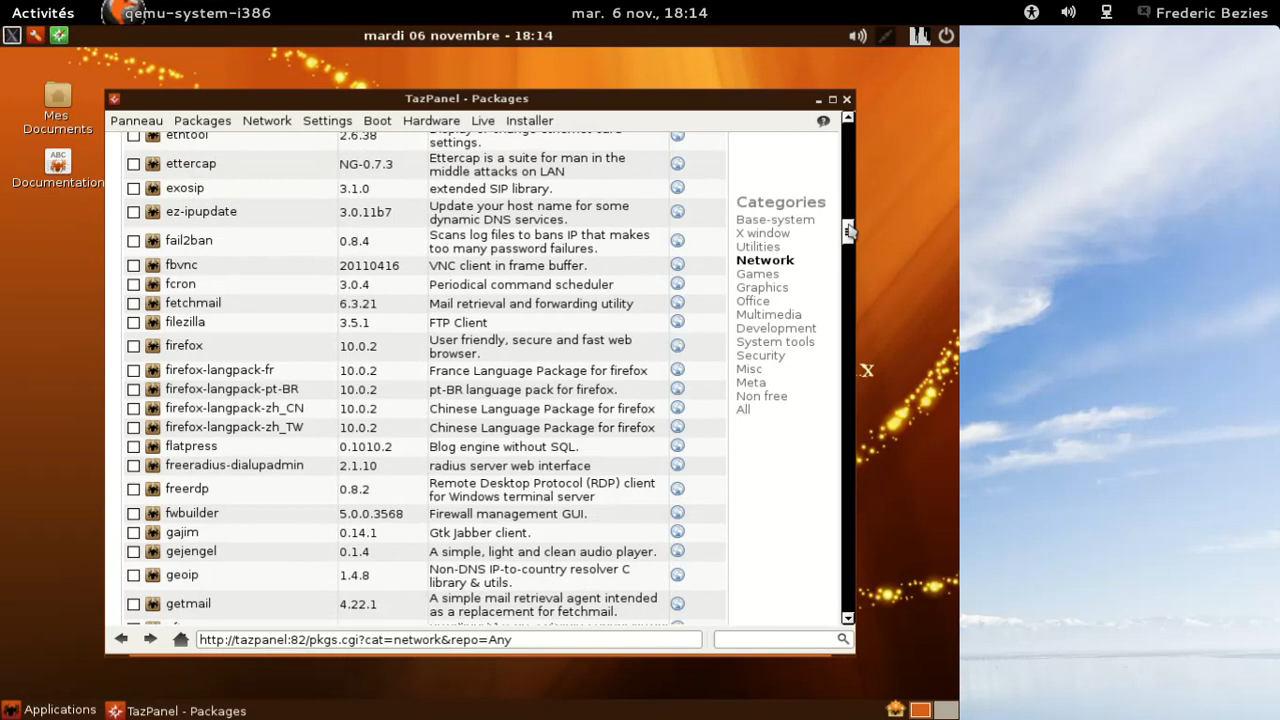 Activités
qemu-system-i386
mar. 6 nov., 18:14
Frederic Bezies
mardi 06 novembre - 18:14
Mes Documents
ABC
Documentation
TazPanel - Packages
Panneau Packages Network Settings Boot Hardware Live Installer
ethtool 2.6.38 Display or change ethernet card
settings.
ettercap NG-0.7.3 Ettercap is a suite for man in the
middle attacks on LAN
exosip 3.1.0 extended SIP library.
ez-ipupdate 3.0.11b7 Update your host name for some
dynamic DNS services.
fail2ban 0.8.4 Scans log files to bans IP that makes
too many password failures.
fbvnc 20110416 VNC client in frame buffer.
fcron 3.0.4 Periodical command scheduler
fetchmail 6.3.21 Mail retrieval and forwarding utility
filezilla 3.5.1 FTP Client
firefox 10.0.2 User friendly, secure and fast web
browser.
firefox-langpack-fr 10.0.2 France Language Package for firefox
firefox-langpack-pt-BR 10.0.2 pt-BR language pack for firefox.
firefox-langpack-zh_CN 10.0.2 Chinese Language Package for firefox
firefox-langpack-zh_TW 10.0.2 Chinese Language Package for firefox
flatpress 0.1010.2 Blog engine without SQL.
freeradius-dialupadmin 2.1.10 radius server web interface
freerdp 0.8.2 Remote Desktop Protocol (RDP) client
for Windows terminal server
fwbuilder 5.0.0.3568 Firewall management GUI.
gajim 0.14.1 Gtk Jabber client.
gejengel 0.1.4 A simple, light and clean audio player.
geoip 1.4.8 Non-DNS IP-to-country resolver C
library & utils.
getmail 4.22.1 A simple mail retrieval agent intended
as a replacement for fetchmail.
Categories
Base-system
X window
Utilities
Network
Games
Graphics
Office
Multimedia
Development
System tools
Security
Misc
Meta
Non free
All
x
http://tazpanel:82/pkgs.cgi?cat=network&repo=Any
Applications
TazPanel - Packages